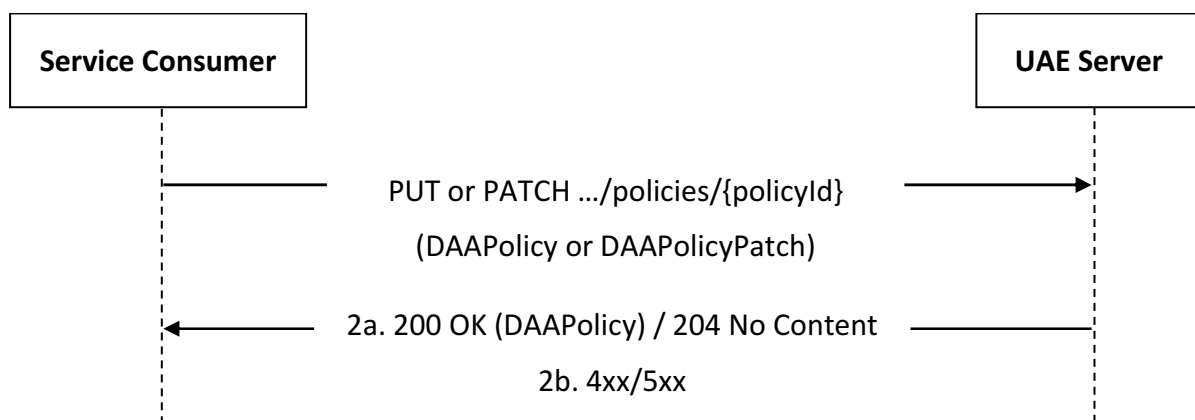 Service Consumer
UAE Server
PUT or PATCH …/policies/{policyId}
(DAAPolicy or DAAPolicyPatch)
2a. 200 OK (DAAPolicy) / 204 No Content
2b. 4xx/5xx